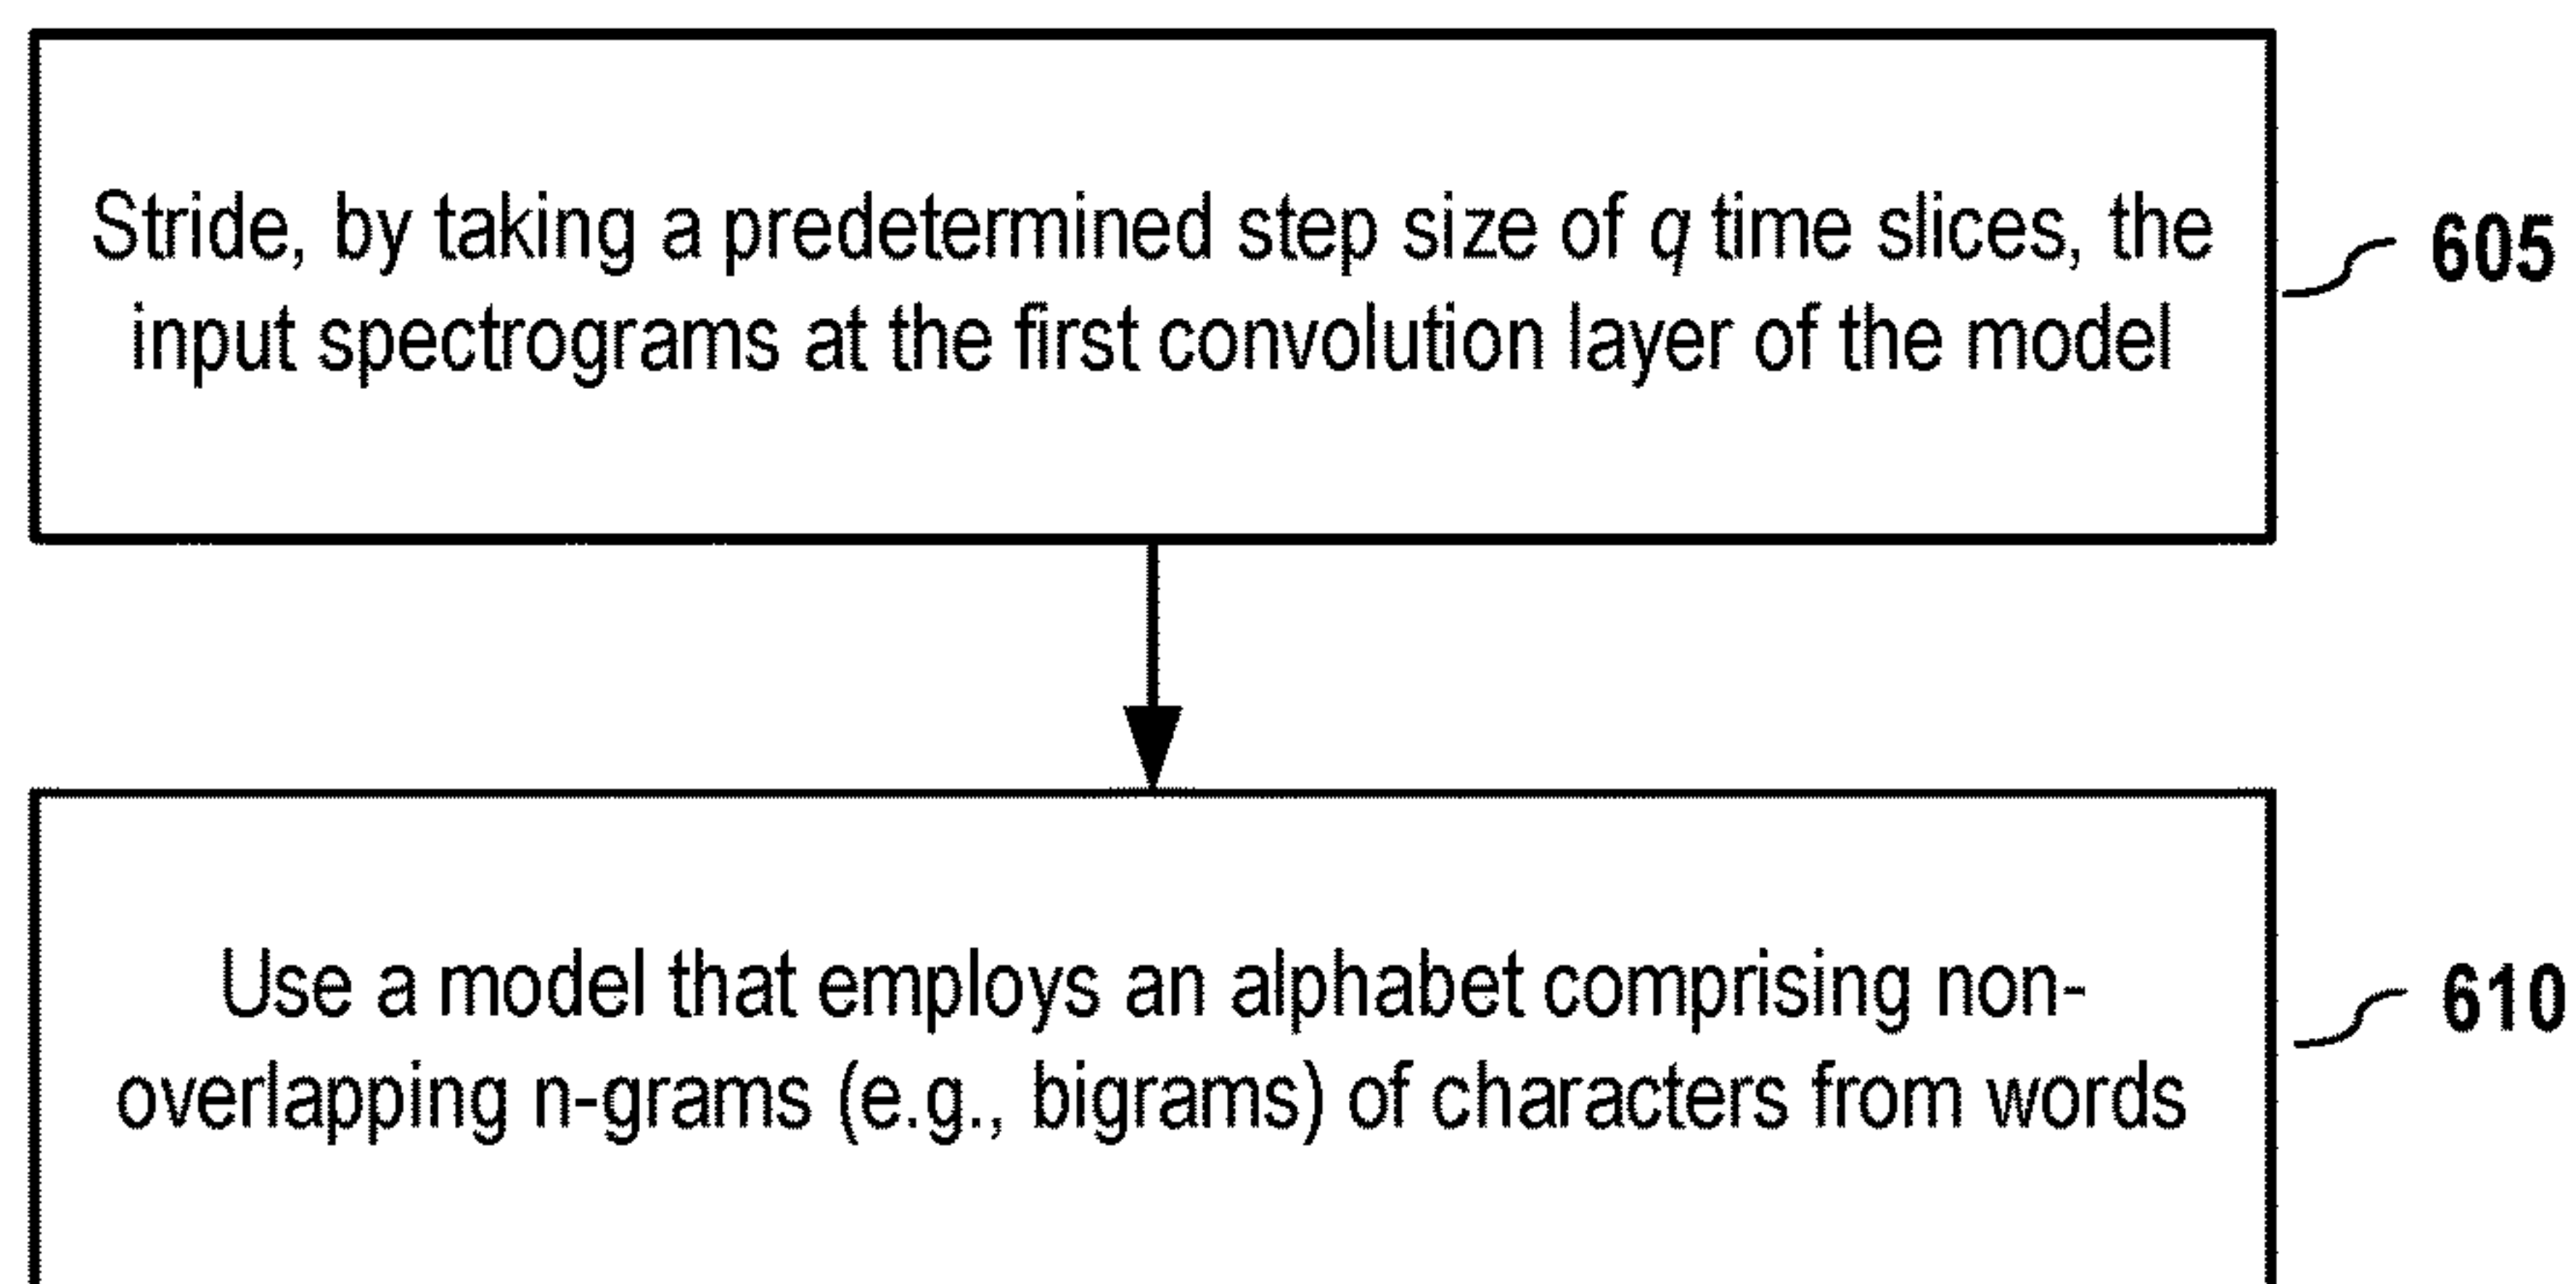 Stride, by taking a predetermined step size of q time slices, the
input spectrograms at the first convolution layer of the model
605
Use a model that employs an alphabet comprising non-
overlapping n-grams (e.g., bigrams) of characters from words
610